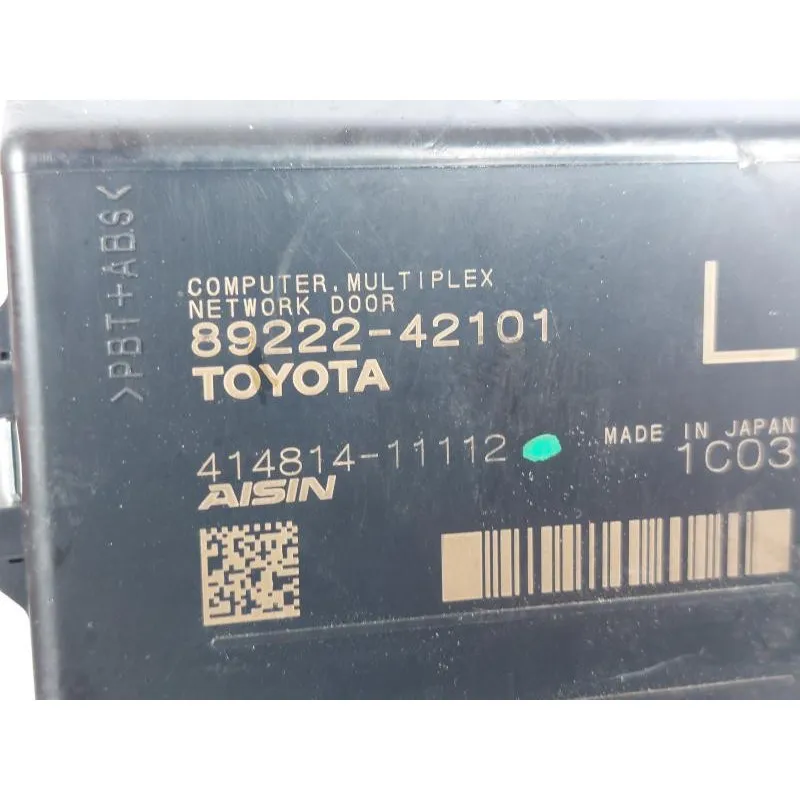 >PBT+ABS<
COMPUTER, MULTIPLEX
NETWORK DOOR
89222-42101
L
TOYOTA
414814-11112
MADE IN JAPAN
1C03
AISIN